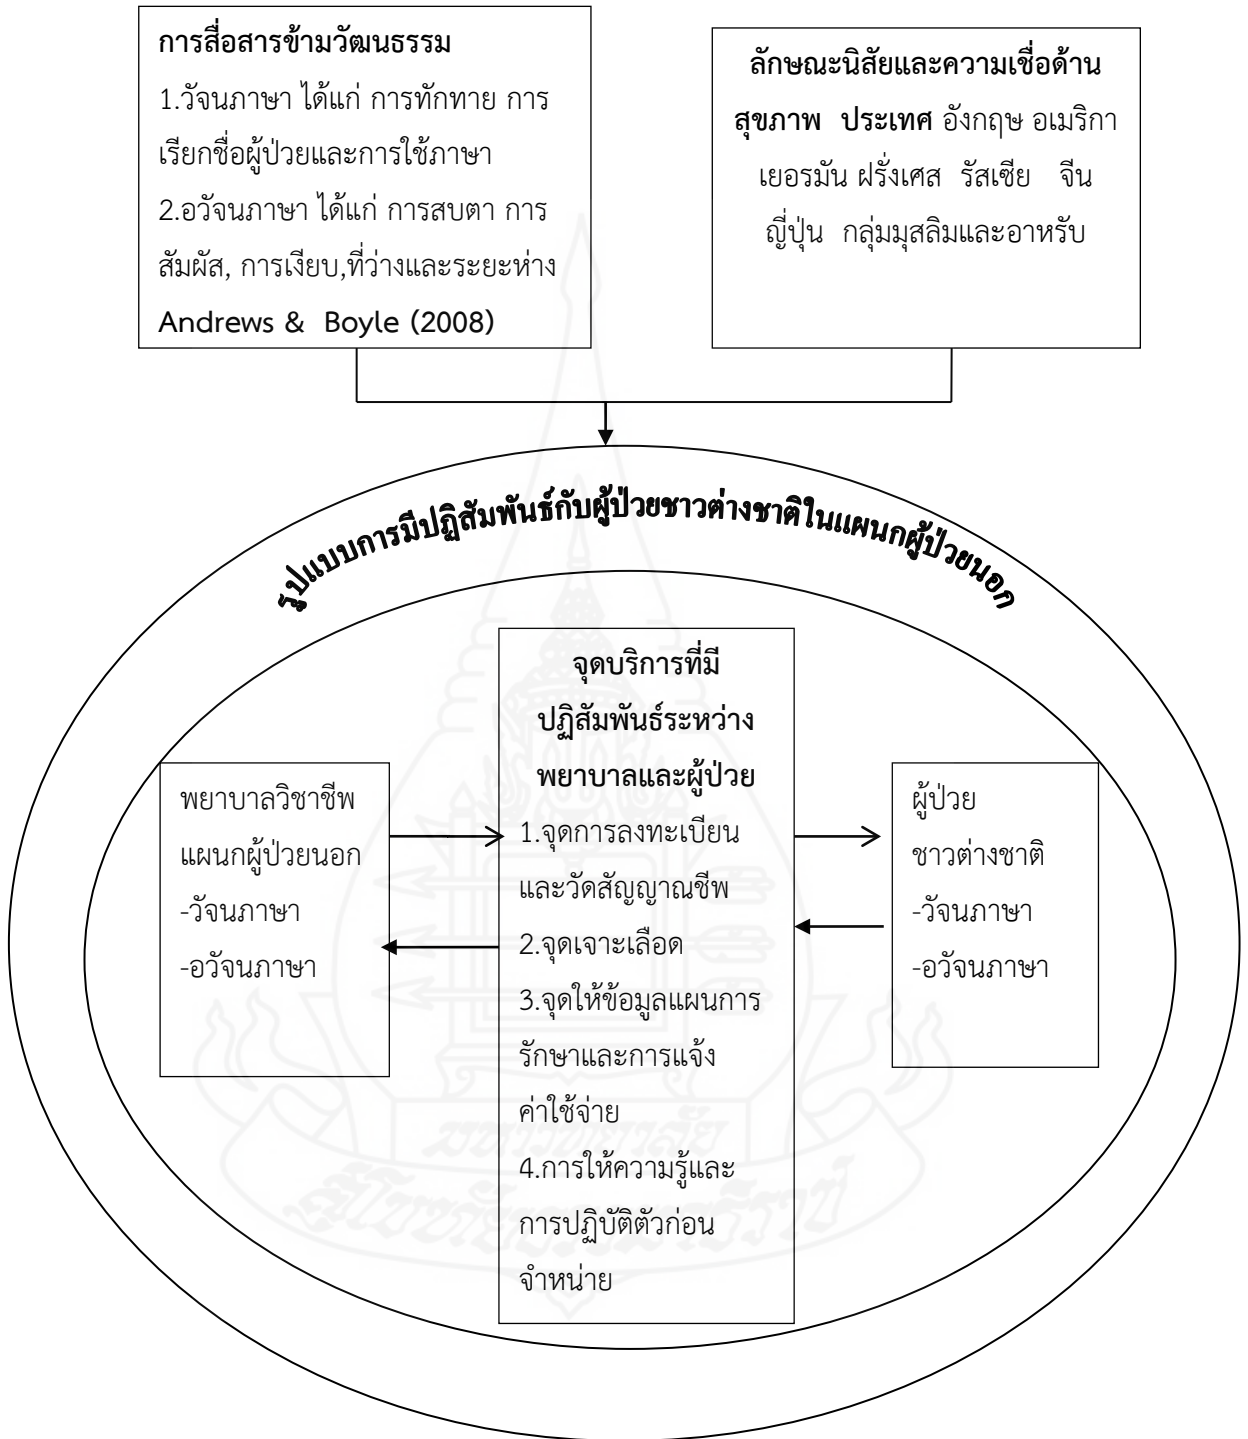 การสื่อสารข้ามวัฒนธรรม
1.วัจนภาษา ได้แก่ การทักทาย การ
เรียกชื่อผู้ป่วยและการใช้ภาษา
2.อวัจนภาษา ได้แก่ การสบตา การ
สัมผัส, การเงียบ,ที่ว่างและระยะห่าง
Andrews & Boyle (2008)
ลักษณะนิสัยและความเชื่อด้าน
สุขภาพ ประเทศ อังกฤษ อเมริกา
เยอรมัน ฝรั่งเศส รัสเซีย จีน
ญี่ปุ่น กลุ่มมุสลิมและอาหรับ
รูปแบบการมีปฏิสัมพันธ์กับผู้ป่วยชาวต่างชาติในแผนกผู้ป่วยนอก
พยาบาลวิชาชีพ
แผนกผู้ป่วยนอก
-วัจนภาษา
-อวัจนภาษา
จุดบริการที่มี
ปฏิสัมพันธ์ระหว่าง
พยาบาลและผู้ป่วย
1.จุดการลงทะเบียน
และวัดสัญญาณชีพ
2.จุดเจาะเลือด
3.จุดให้ข้อมูลแผนการ
รักษาและการแจ้ง
ค่าใช้จ่าย
4.การให้ความรู้และ
การปฏิบัติตัวก่อน
จำหน่าย
ผู้ป่วย
ชาวต่างชาติ
-วัจนภาษา
-อวัจนภาษา
มหาวิทยาลัย
สุโขทัยธรรมาธิราช